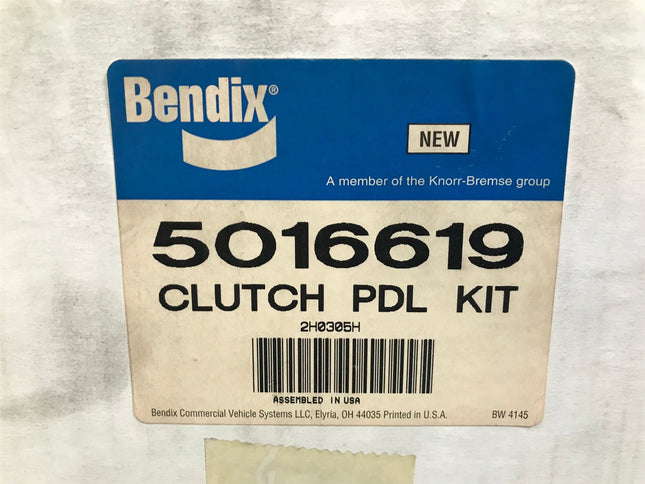 Bendix®
NEW
A member of the Knorr-Bremse group
5016619
CLUTCH PDL KIT
2H0305H
ASSEMBLED IN USA
Bendix Commercial Vehicle Systems LLC, Elyria, OH 44035 Printed in U.S.A. BW 4145